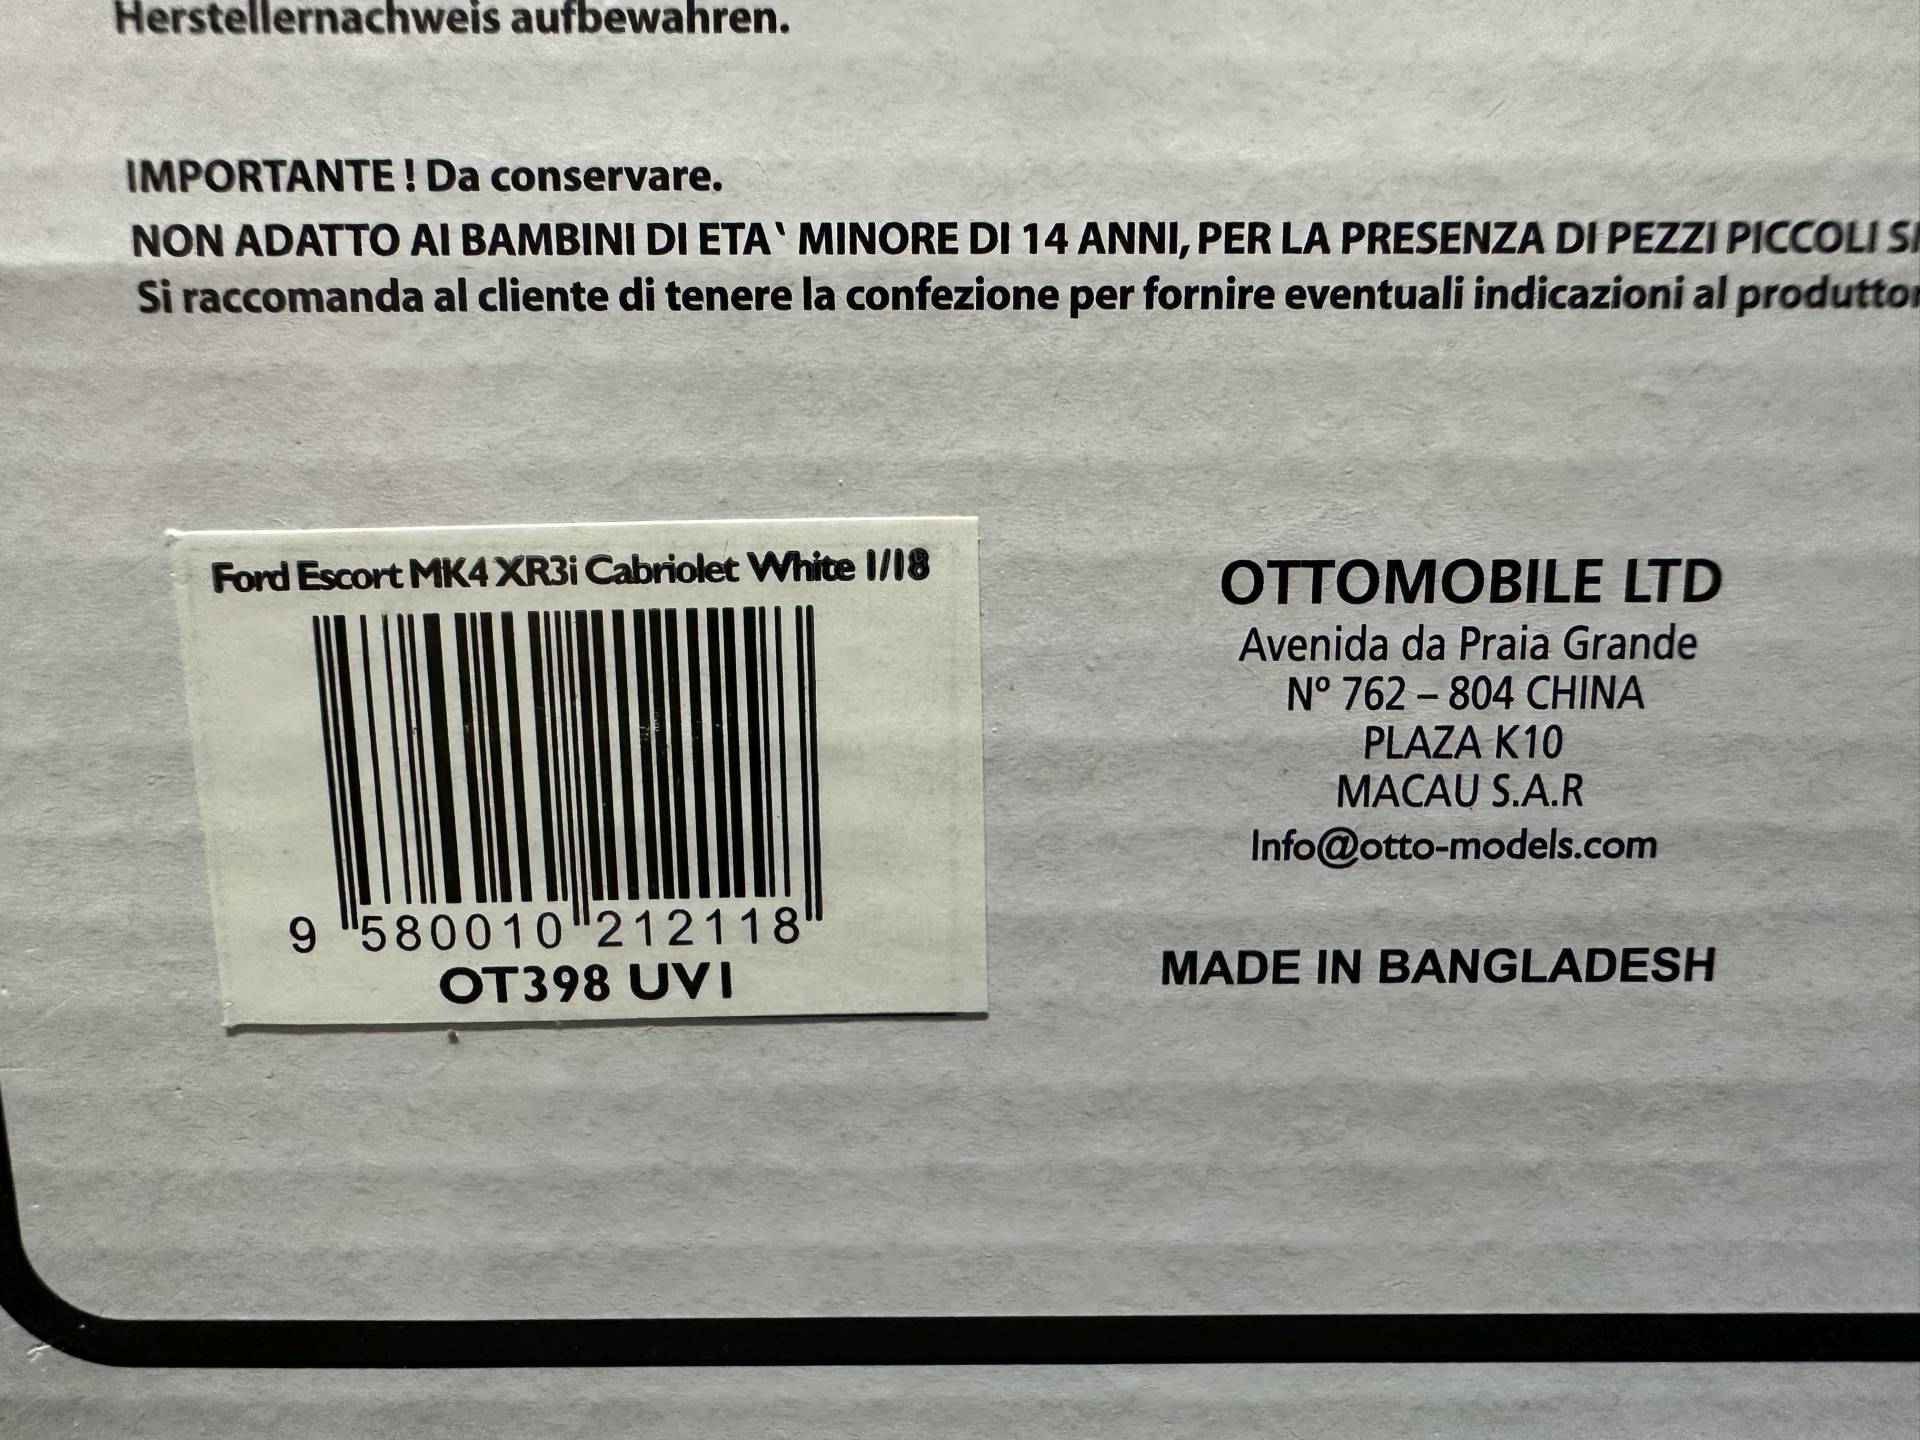 Herstellernachweis aufbewahren.
IMPORTANTE ! Da conservare.
NON ADATTO AI BAMBINI DI ETA` MINORE DI 14 ANNI, PER LA PRESENZA DI PEZZI PICCOLI
Si raccomanda al cliente di tenere la confezione per fornire eventuali indicazioni al
Ford Escort MK4 XR3i Cabriolet White 1/18
9 580010 212118
OT398 UV1
OTTOMOBILE LTD
Avenida da Praia Grande
Nº 762 – 804 CHINA
PLAZA K10
MACAU S.A.R
Info@otto-models.com
MADE IN BANGLADESH